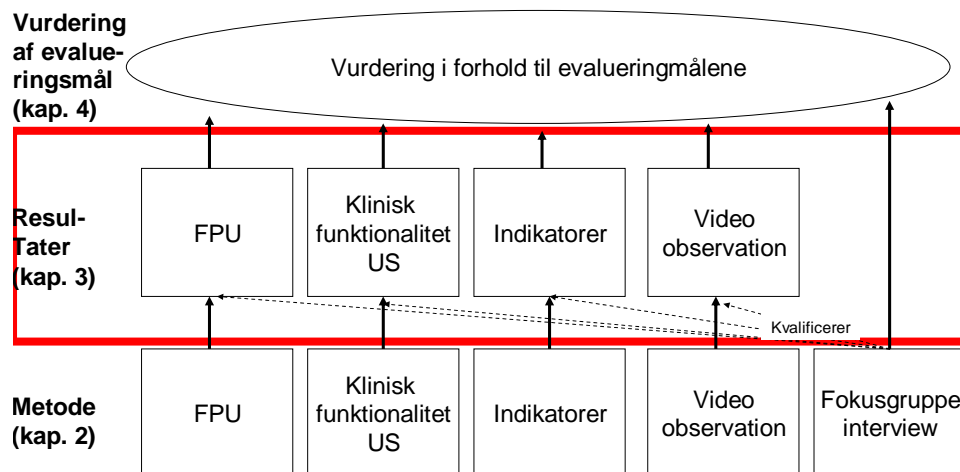 Vurdering
af evalue-
ringsmål
(kap. 4)
Vurdering i forhold til evalueringmålene
Resul-
Tater
(kap. 3)
FPU
Klinisk
funktionalitet
US
Indikatorer
Video
observation
Kvalificerer
Metode
(kap. 2)
FPU
Klinisk
funktionalitet
US
Indikatorer
Video
observation
Fokusgruppe
interview